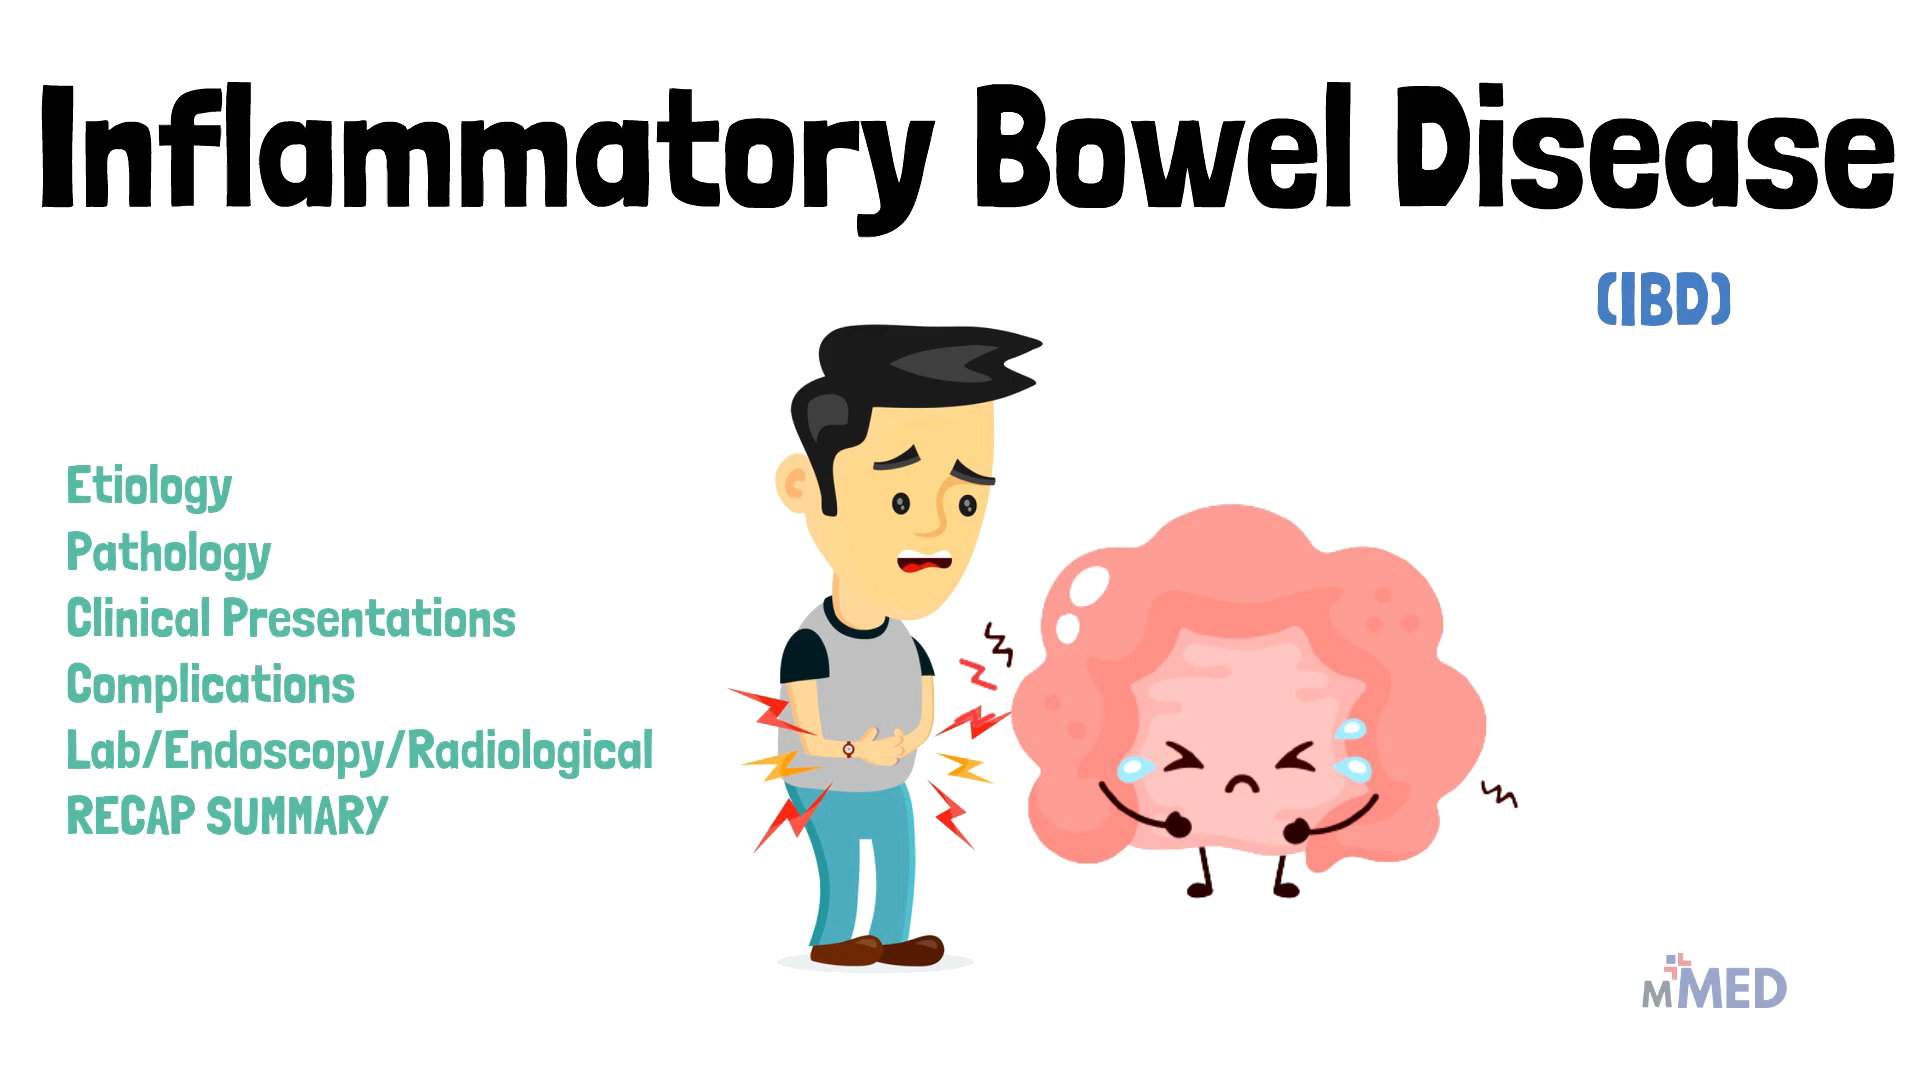 Inflammatory Bowel Disease
(IBD)
Etiology
Pathology
Clinical Presentations
Complications
Lab/Endoscopy/Radiological
RECAP SUMMARY
MMED